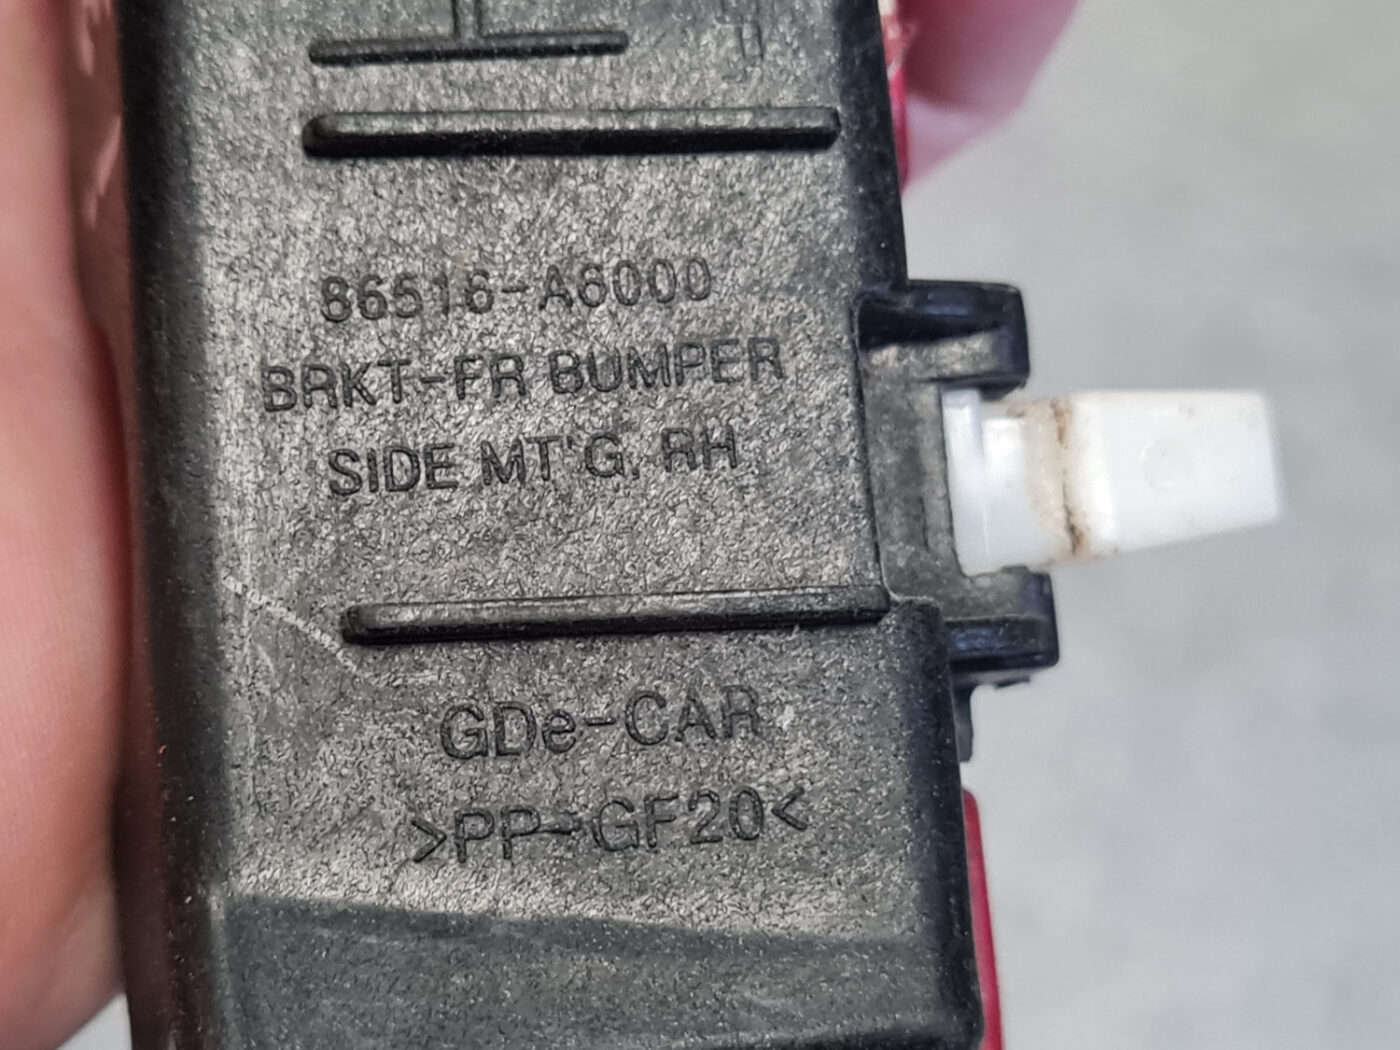 86516-A6000
BRKT-FR BUMPER
SIDE MT'G, RH
GDe-CAR
>PP-GF20<